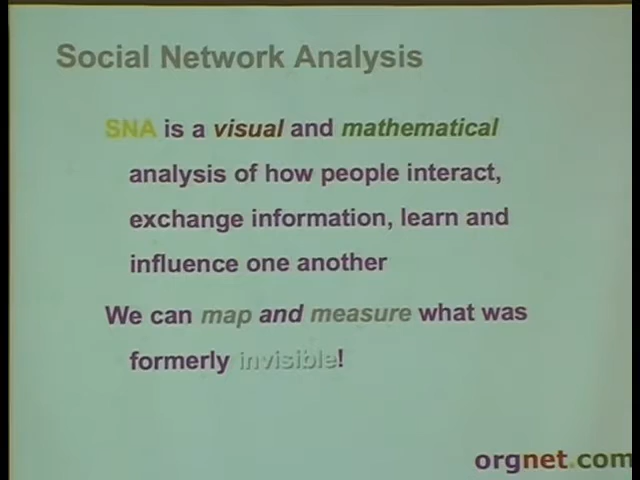 Social Network Analysis
SNA is a visual and mathematical
analysis of how people interact,
exchange information, learn and
influence one another
We can map and measure what was
formerly invisible!
orgnet.com